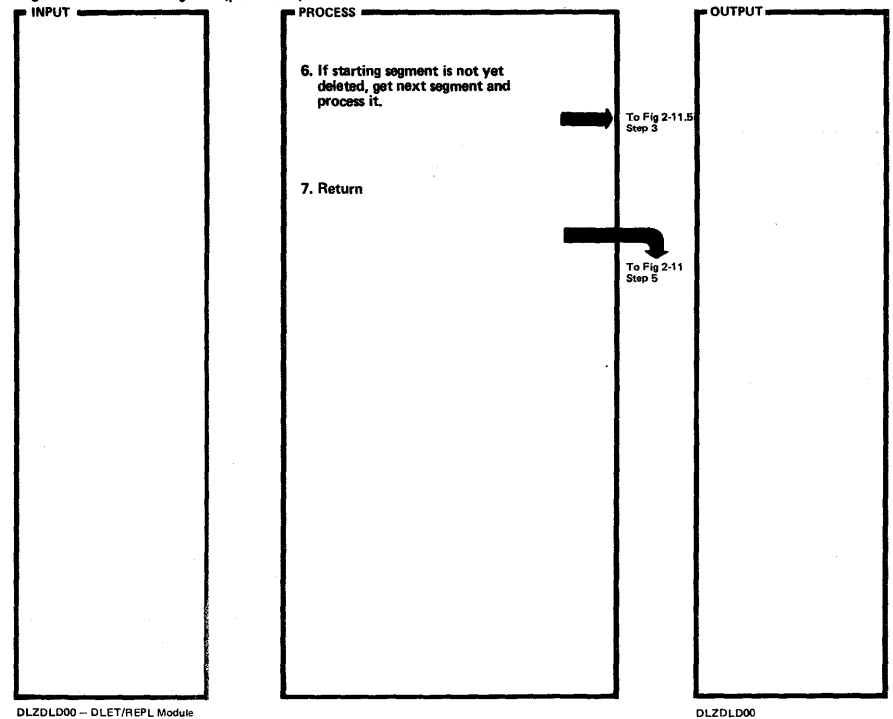 INPUT
PROCESS
OUTPUT
6. If starting segment is not yet
deleted, get next segment and
process it.
To Fig 2-11.5
Step 3
7. Return
To Fig 2-11
Step 5
DLZDLD00 -- DLET/REPL Module
DLZDLD00